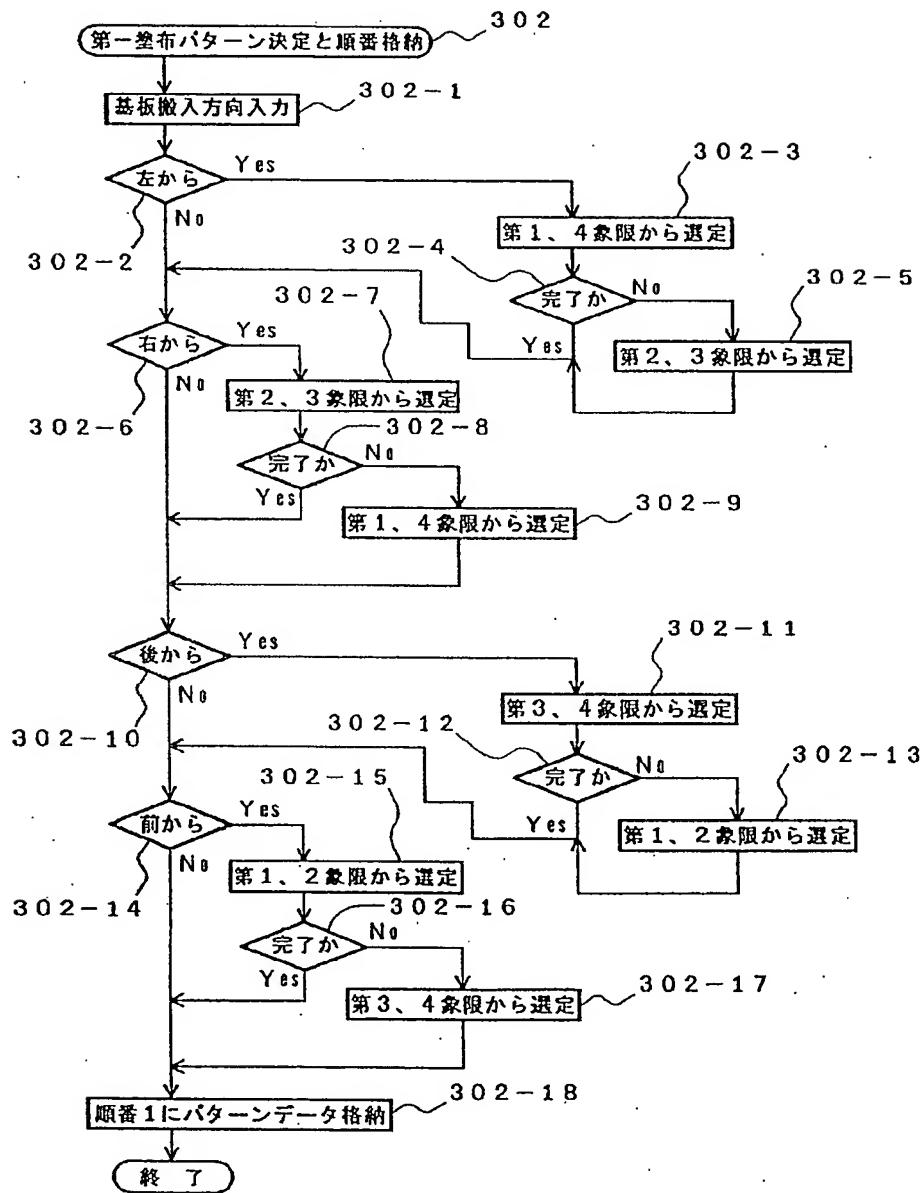 302
第一塗布パターン決定と順番格納
302-1
基板搬入方向入力
左から
Yes
No
302-2
302-3
第1、4象限から選定
302-4
完了か
No
Yes
302-5
第2、3象限から選定
右から
Yes
No
302-6
302-7
第2、3象限から選定
302-8
完了か
No
Yes
302-9
第1、4象限から選定
後から
Yes
No
302-10
302-11
第3、4象限から選定
302-12
完了か
No
Yes
302-13
第1、2象限から選定
前から
Yes
No
302-14
302-15
第1、2象限から選定
302-16
完了か
No
Yes
302-17
第3、4象限から選定
302-18
順番1にパターンデータ格納
終了